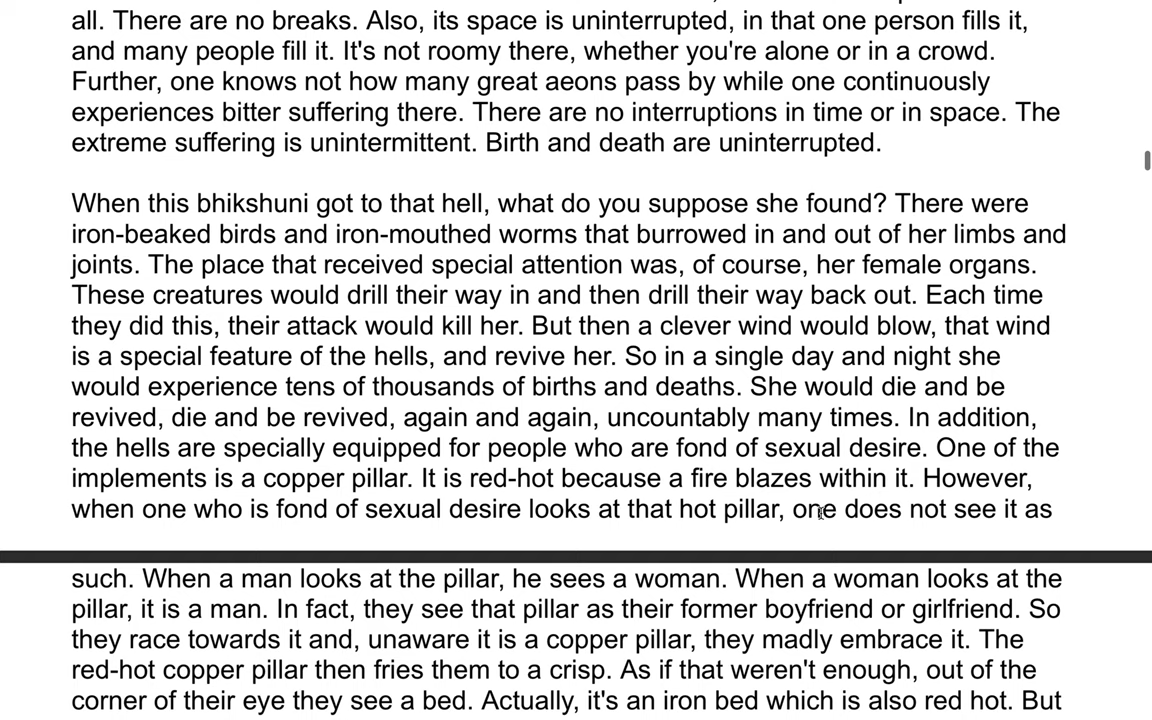 all. There are no breaks. Also, its space is uninterrupted, in that one person fills it,
and many people fill it. It's not roomy there, whether you're alone or in a crowd.
Further, one knows not how many great aeons pass by while one continuously
experiences bitter suffering there. There are no interruptions in time or in space. The
extreme suffering is unintermittent. Birth and death are uninterrupted.
When this bhikshuni got to that hell, what do you suppose she found? There were
iron-beaked birds and iron-mouthed worms that burrowed in and out of her limbs and
joints. The place that received special attention was, of course, her female organs.
These creatures would drill their way in and then drill their way back out. Each time
they did this, their attack would kill her. But then a clever wind would blow, that wind
is a special feature of the hells, and revive her. So in a single day and night she
would experience tens of thousands of births and deaths. She would die and be
revived, die and be revived, again and again, uncountably many times. In addition,
the hells are specially equipped for people who are fond of sexual desire. One of the
implements is a copper pillar. It is red-hot because a fire blazes within it. However,
when one who is fond of sexual desire looks at that hot pillar, one does not see it as
such. When a man looks at the pillar, he sees a woman. When a woman looks at the
pillar, it is a man. In fact, they see that pillar as their former boyfriend or girlfriend. So
they race towards it and, unaware it is a copper pillar, they madly embrace it. The
red-hot copper pillar then fries them to a crisp. As if that weren't enough, out of the
corner of their eye they see a bed. Actually, it's an iron bed which is also red hot. But